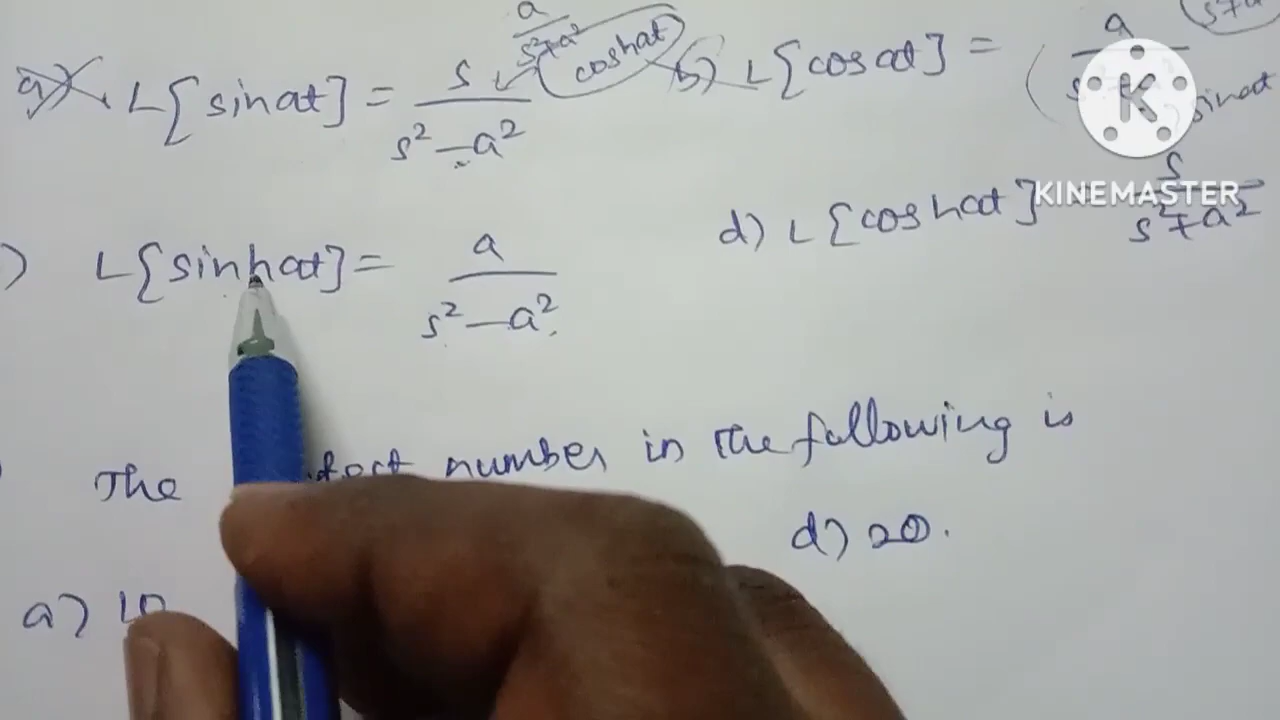 a) L{sinat} = s/(s²-a²) a/(s²+a²) coshat
b) L{cosat} = a/ sinat
) L{sinhat} = a/(s²-a²)
d) L{coshat} s/(s²+a²)
KINEMASTER
The number in the following is
a) 10 d) 20.